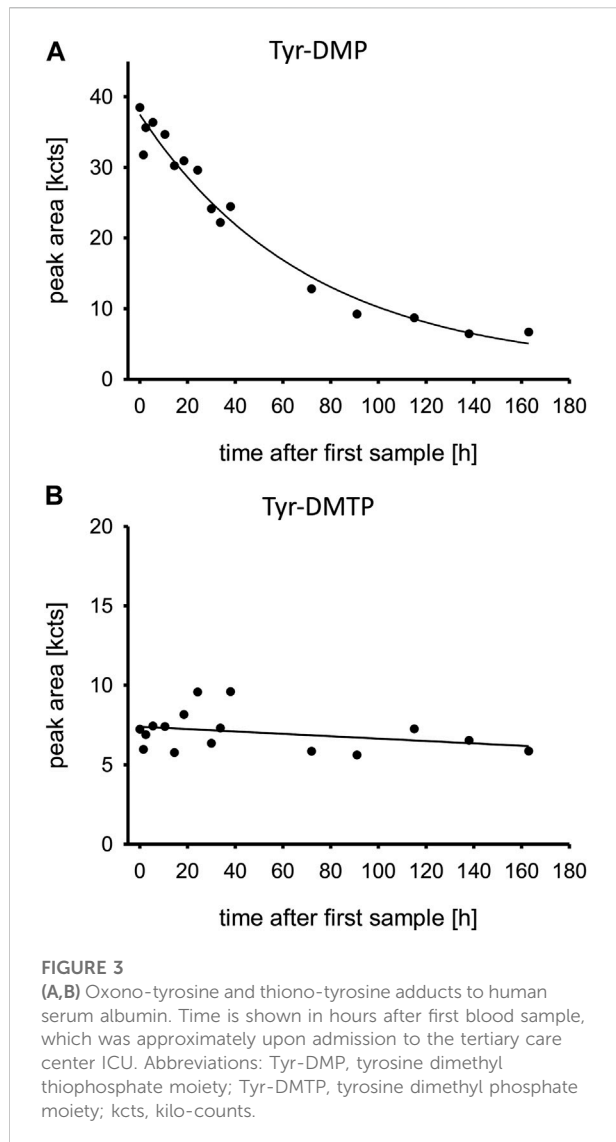 A
Tyr-DMP
peak area [kcts]
40
30
20
10
0
0 20 40 60 80 100 120 140 160 180
time after first sample [h]
B
Tyr-DMTP
peak area [kcts]
20
15
10
5
0
0 20 40 60 80 100 120 140 160 180
time after first sample [h]
FIGURE 3
(A,B) Oxono-tyrosine and thiono-tyrosine adducts to human
serum albumin. Time is shown in hours after first blood sample,
which was approximately upon admission to the tertiary care
center ICU. Abbreviations: Tyr-DMP, tyrosine dimethyl
thiophosphate moiety; Tyr-DMTP, tyrosine dimethyl phosphate
moiety; kcts, kilo-counts.